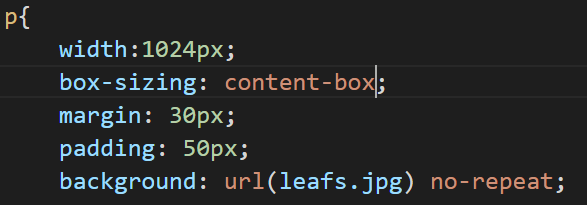 p{
width:1024px;
box-sizing: content-box;
margin: 30px;
padding: 50px;
background: url(leafs.jpg) no-repeat;